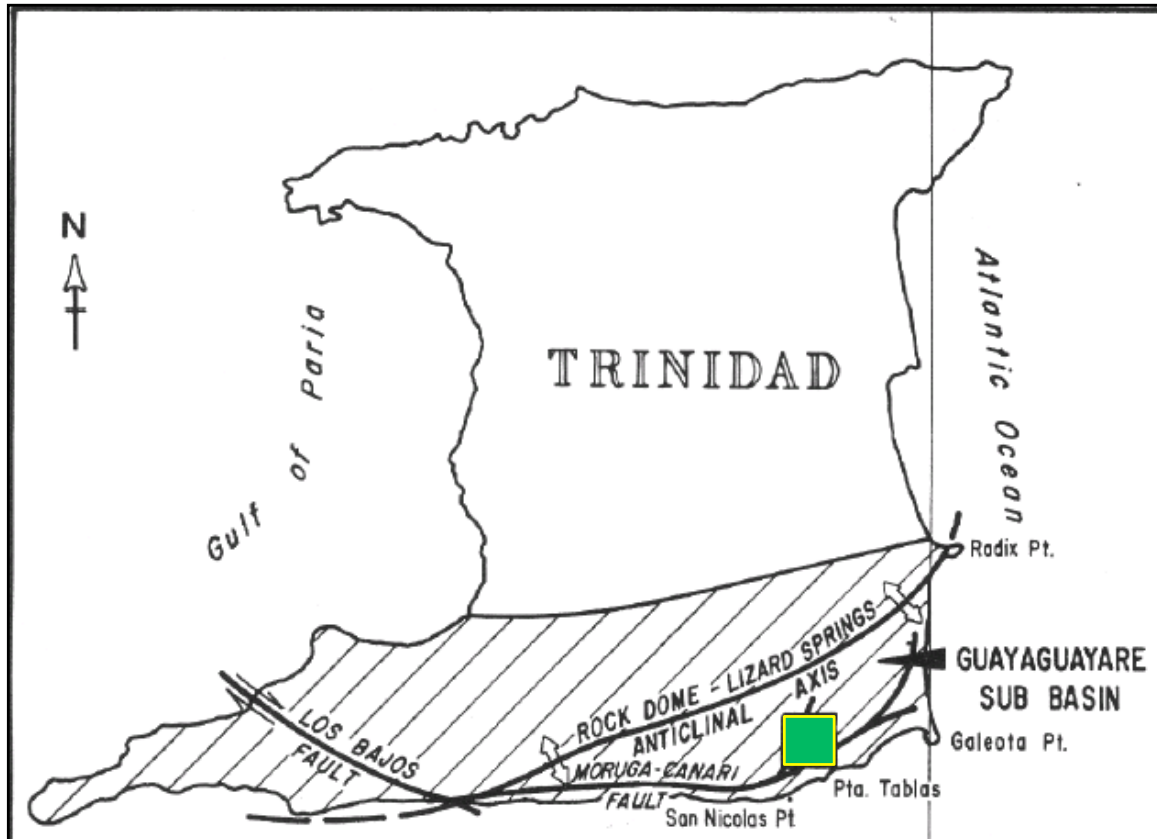 N
Gulf of Paria
TRINIDAD
Atlantic Ocean
Radix Pt.
ROCK DOME - LIZARD SPRINGS
ANTICLINAL AXIS
GUAYAGUAYARE
SUB BASIN
LOS BAJOS
FAULT
MORUGA-CANARI
FAULT
Galeota Pt.
Pta. Tablas
San Nicolas Pt.